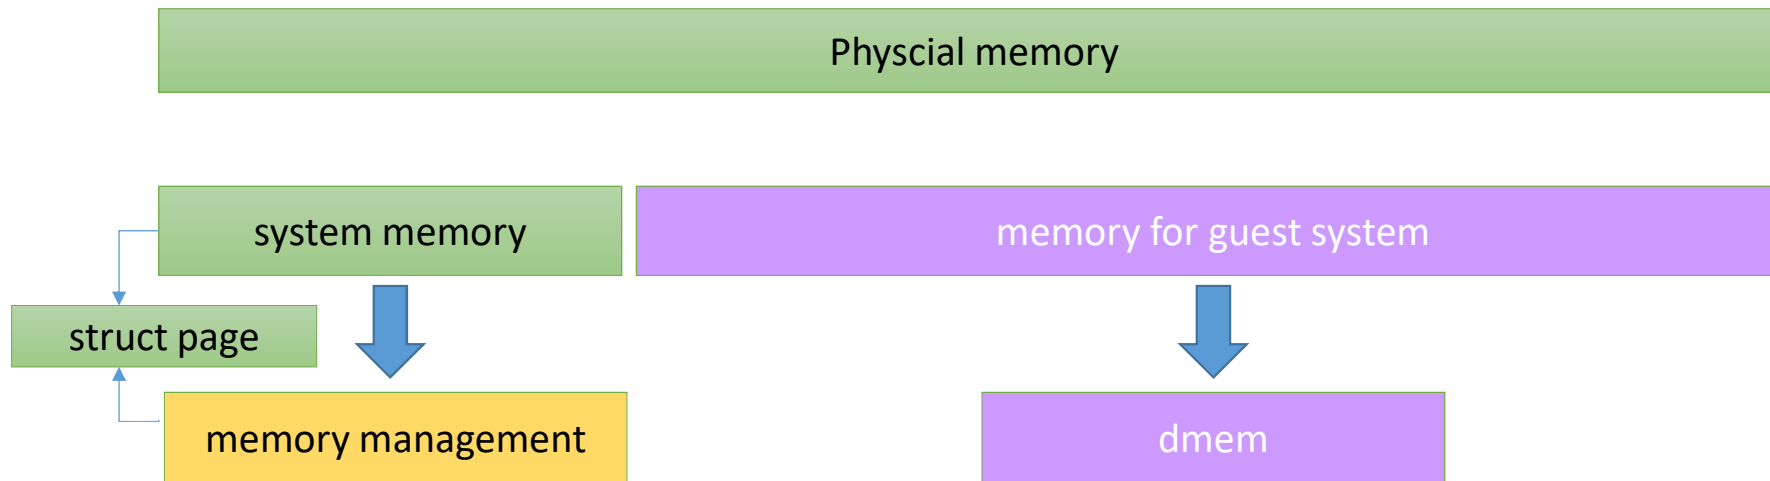 Physcial memory
system memory
memory for guest system
struct page
memory management
dmem